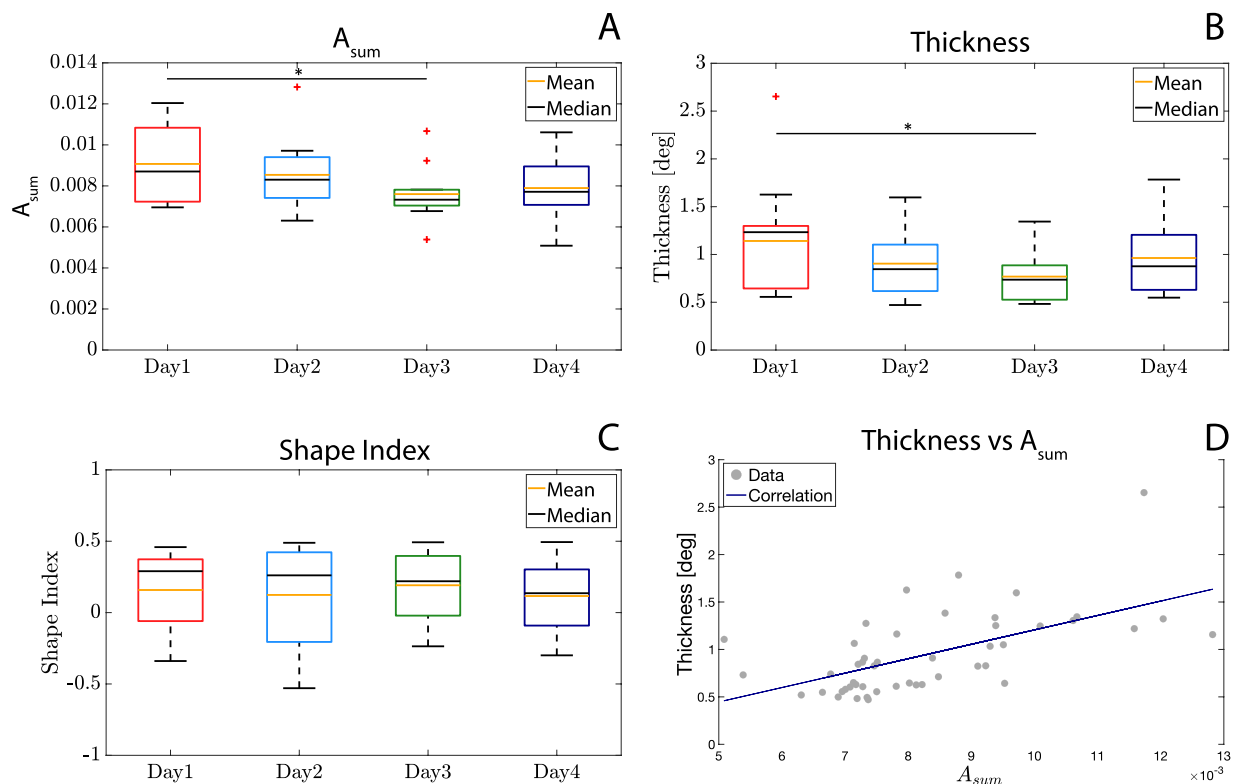 A
A_sum
0.014
0.012
0.01
0.008
0.006
0.004
0.002
0
A_sum
*
Mean
Median
Day1 Day2 Day3 Day4
B
Thickness
3
2.5
2
1.5
1
0.5
0
Thickness [deg]
*
Mean
Median
Day1 Day2 Day3 Day4
C
Shape Index
1
0.5
0
-0.5
-1
Shape Index
Mean
Median
Day1 Day2 Day3 Day4
D
Thickness vs A_sum
3
2.5
2
1.5
1
0.5
0
Thickness [deg]
Data
Correlation
5 6 7 8 9 10 11 12 13
A_sum
×10⁻³